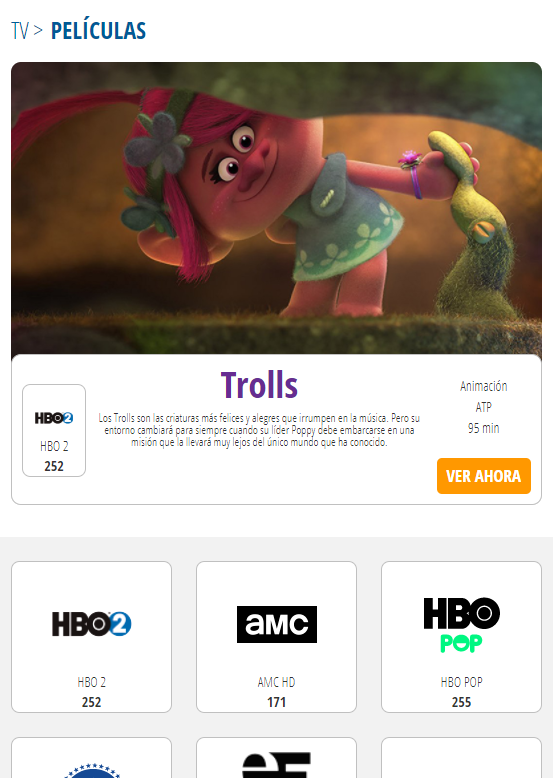 TV > PELÍCULAS
Trolls
HBO2
HBO 2
252
Los Trolls son las criaturas más felices y alegres que irrumpen en la música. Pero su
entorno cambiará para siempre cuando su líder Poppy debe embarcarse en una
misión que la llevará muy lejos del único mundo que ha conocido.
Animación
ATP
95 min
VER AHORA
HBO2
HBO 2
252
aMC
AMC HD
171
HBO
POP
HBO POP
255